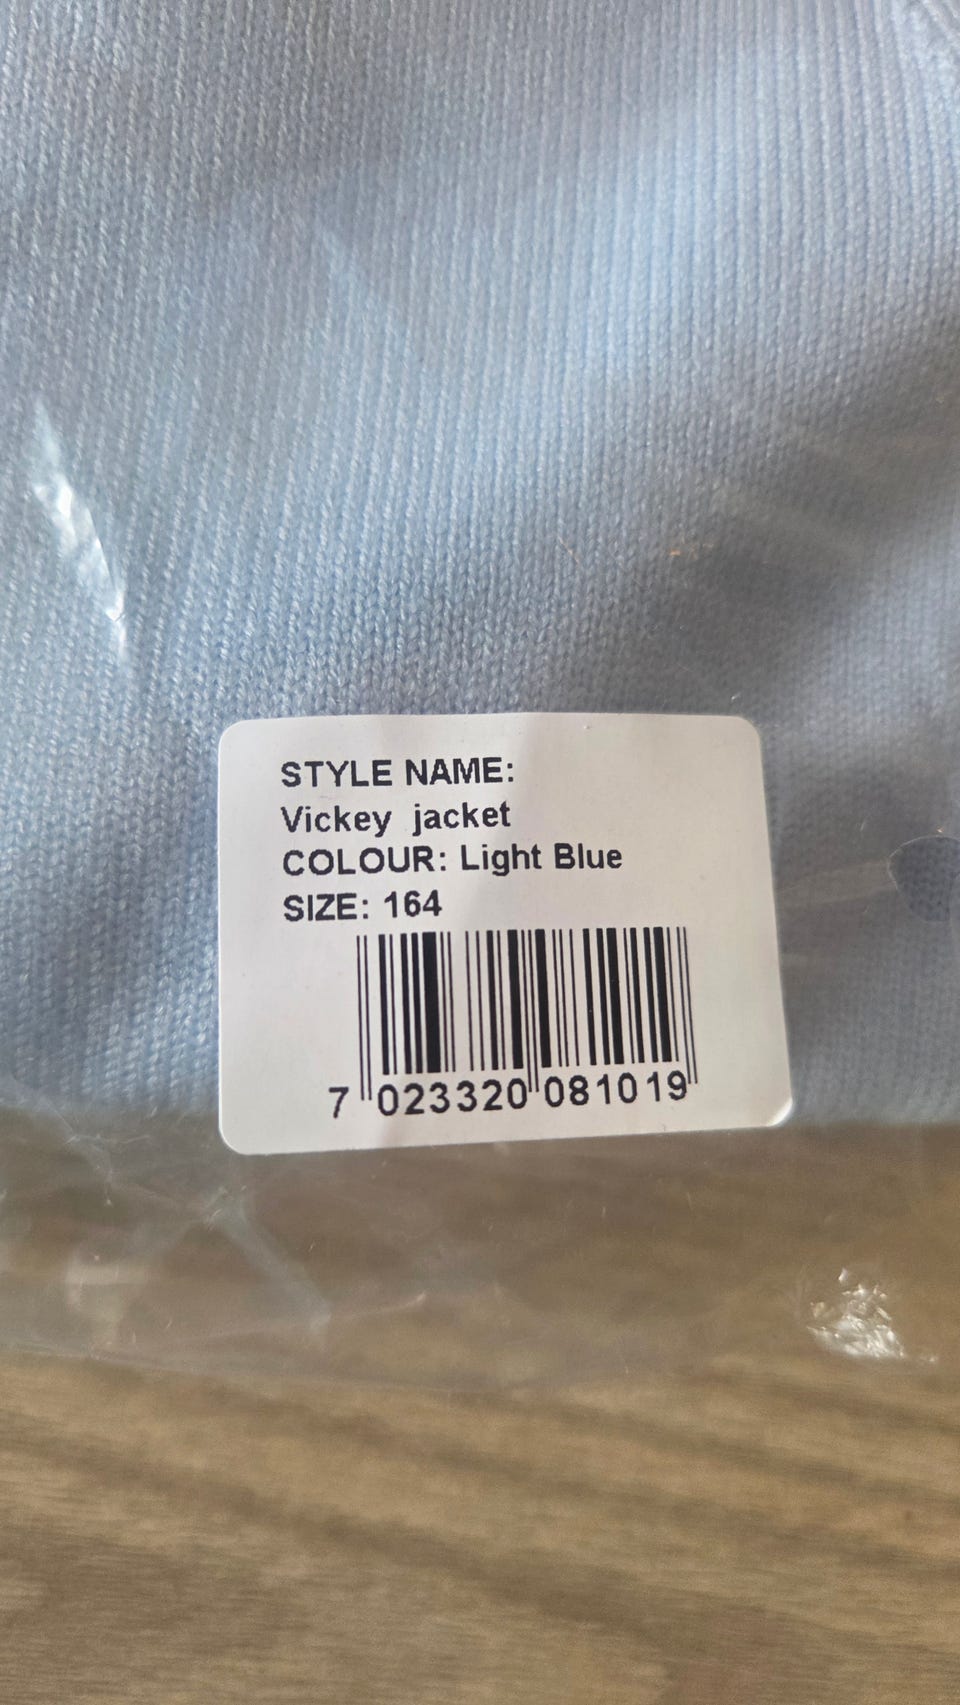 STYLE NAME:
Vickey jacket
COLOUR: Light Blue
SIZE: 164
7 023320 081019